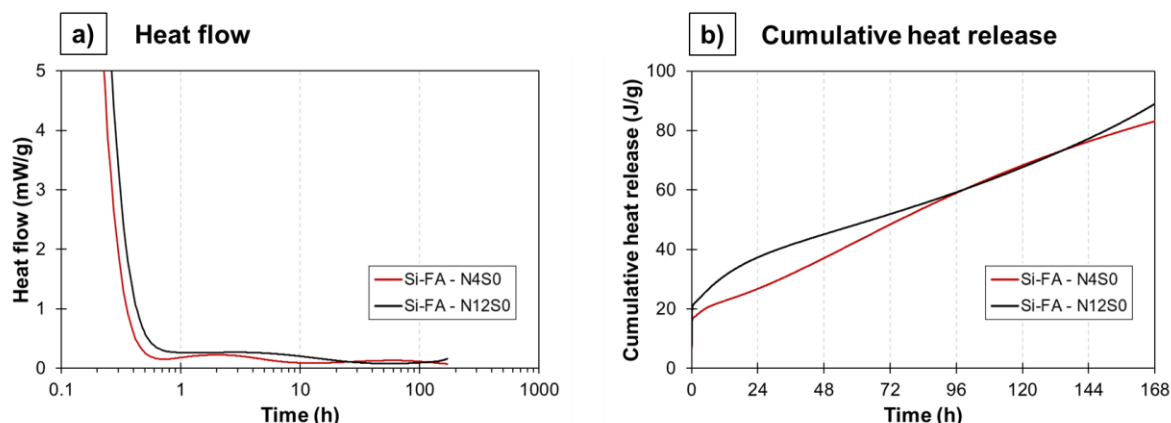 a) Heat flow
5
4
3
2
1
0
Heat flow (mW/g)
Si-FA - N4S0
Si-FA - N12S0
0.1 1 10 100 1000
Time (h)
b) Cumulative heat release
100
80
60
40
20
0
Cumulative heat release (J/g)
Si-FA - N4S0
Si-FA - N12S0
0 24 48 72 96 120 144 168
Time (h)